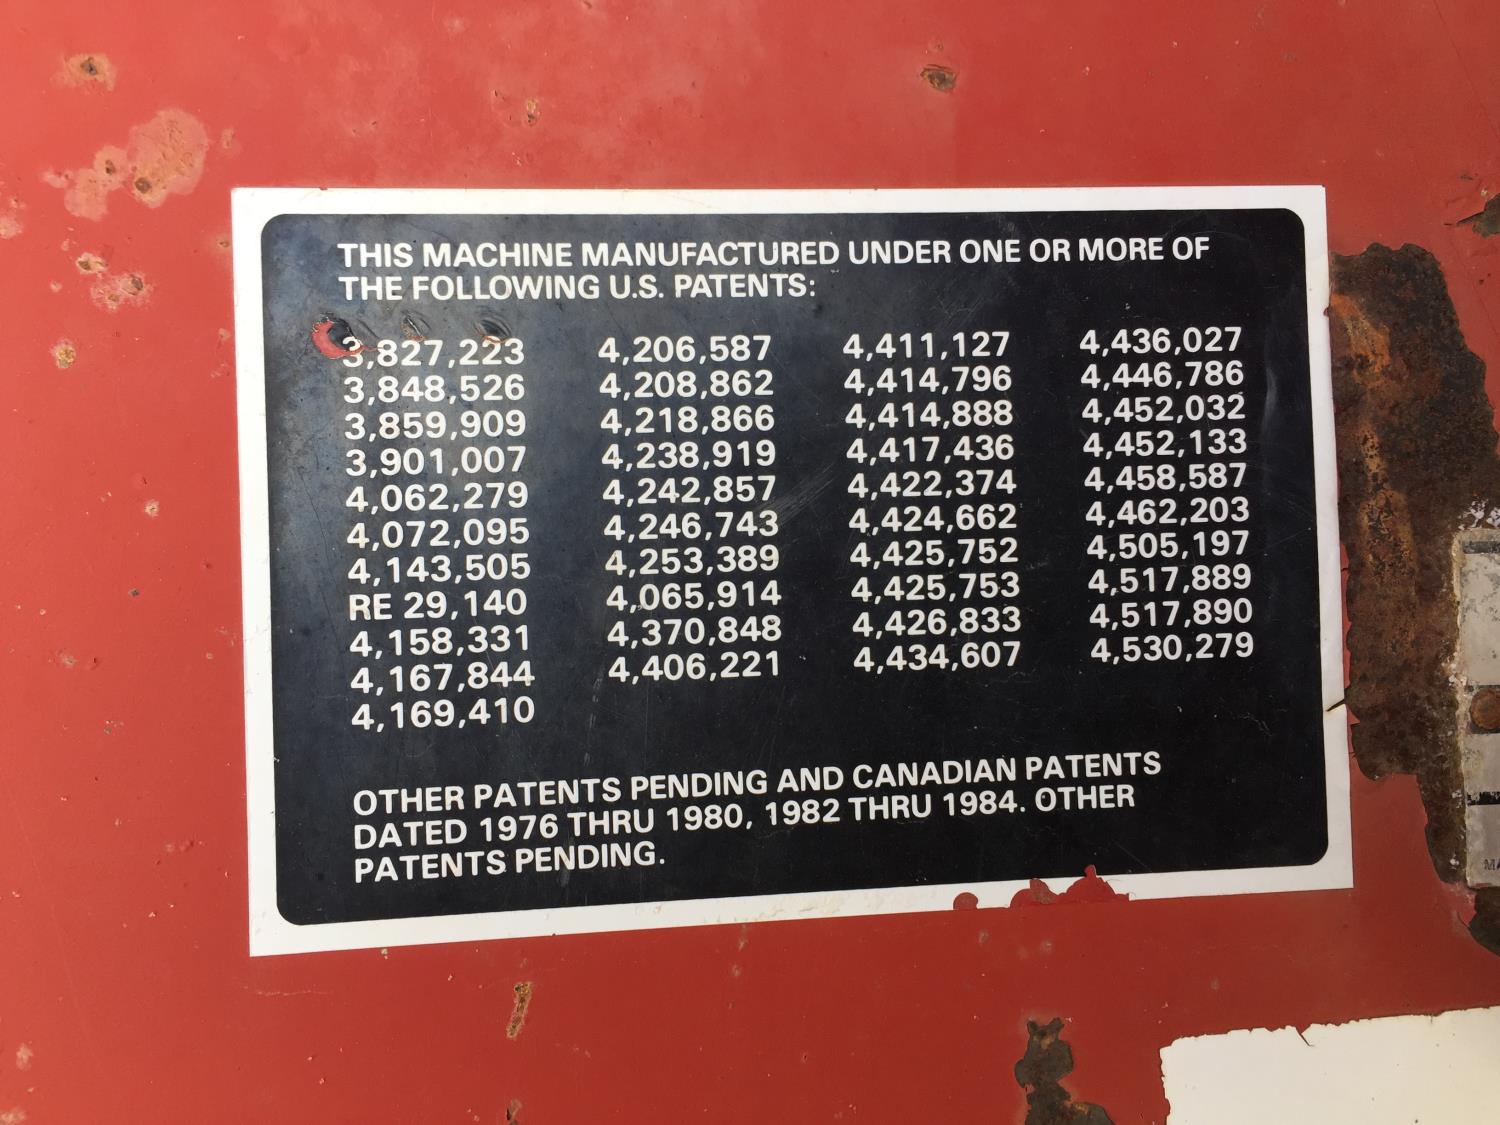 THIS MACHINE MANUFACTURED UNDER ONE OR MORE OF
THE FOLLOWING U.S. PATENTS:
3,827,223 4,206,587 4,411,127 4,436,027
3,848,526 4,208,862 4,414,796 4,446,786
3,859,909 4,218,866 4,414,888 4,452,032
3,901,007 4,238,919 4,417,436 4,452,133
4,062,279 4,242,857 4,422,374 4,458,587
4,072,095 4,246,743 4,424,662 4,462,203
4,143,505 4,253,389 4,425,752 4,505,197
RE 29,140 4,065,914 4,425,753 4,517,889
4,158,331 4,370,848 4,426,833 4,517,890
4,167,844 4,406,221 4,434,607 4,530,279
4,169,410
OTHER PATENTS PENDING AND CANADIAN PATENTS
DATED 1976 THRU 1980, 1982 THRU 1984. OTHER
PATENTS PENDING.